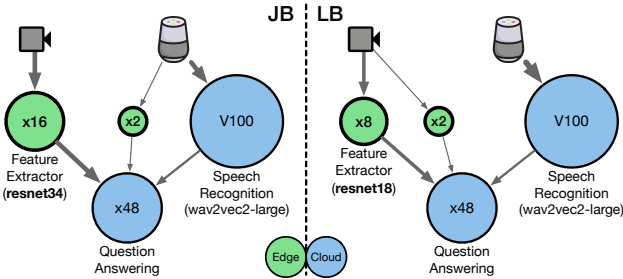 JB
LB
x16
x2
V100
Feature
Extractor
(resnet34)
Speech
Recognition
(wav2vec2-large)
x48
Question
Answering
x8
x2
V100
Feature
Extractor
(resnet18)
Speech
Recognition
(wav2vec2-large)
x48
Question
Answering
Edge
Cloud